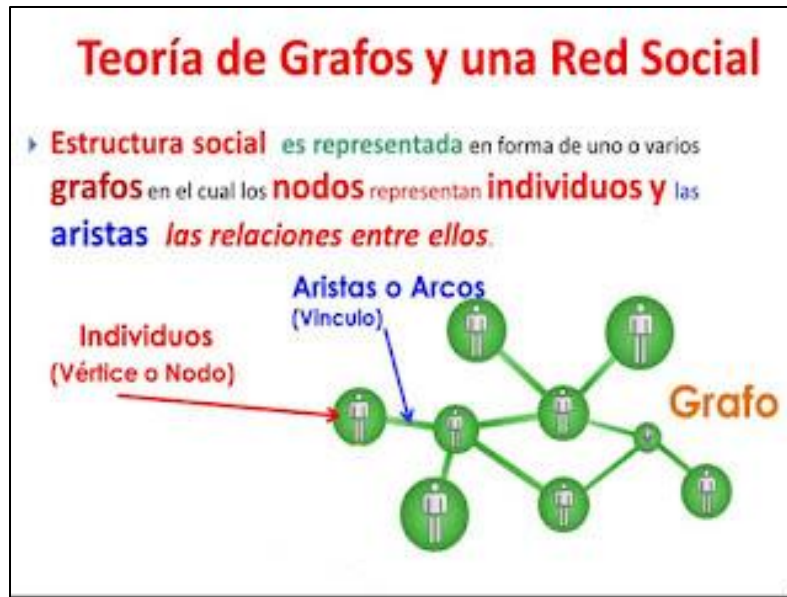 Teoría de Grafos y una Red Social
Estructura social es representada en forma de uno o varios
grafos en el cual los nodos representan individuos y las
aristas las relaciones entre ellos.
Aristas o Arcos
(Vinculo)
Individuos
(Vértice o Nodo)
Grafo